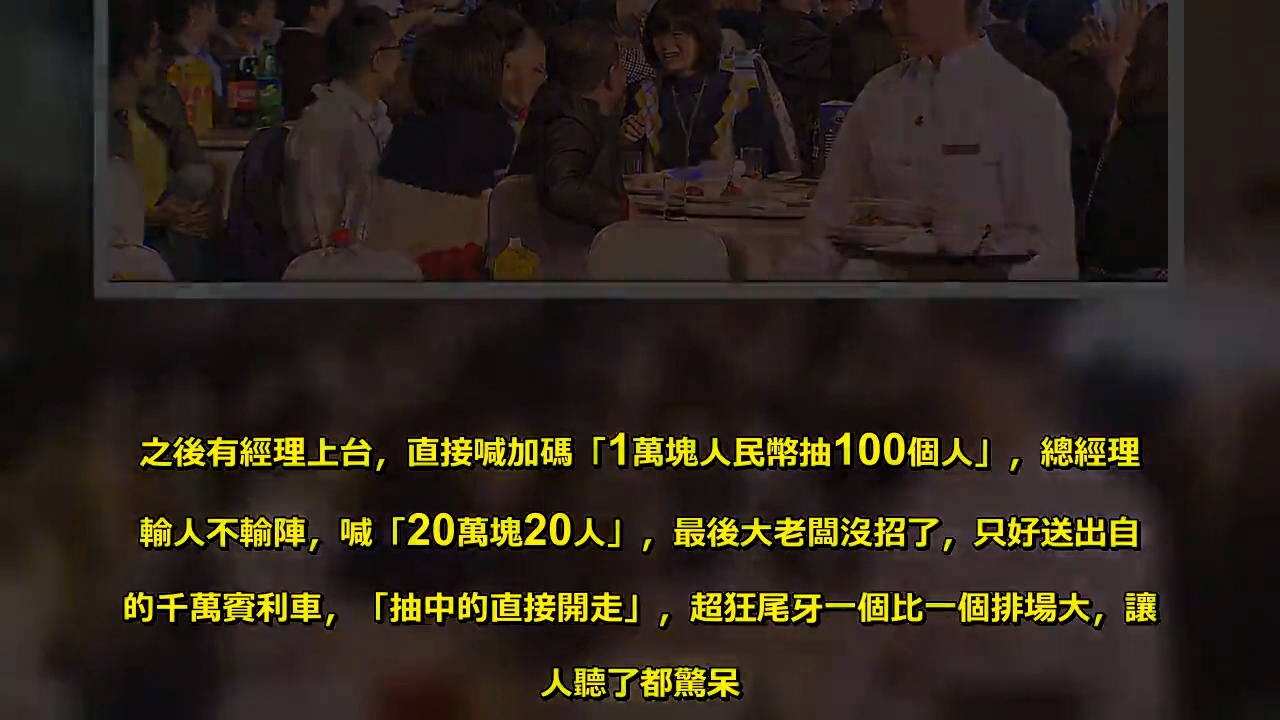 之後有經理上台，直接喊加碼「1萬塊人民幣抽100個人」，總經理
輸人不輸陣，喊「20萬塊20人」，最後大老闆沒招了，只好送出自
的千萬賓利車，「抽中的直接開走」，超狂尾牙一個比一個排場大，讓
人聽了都驚呆